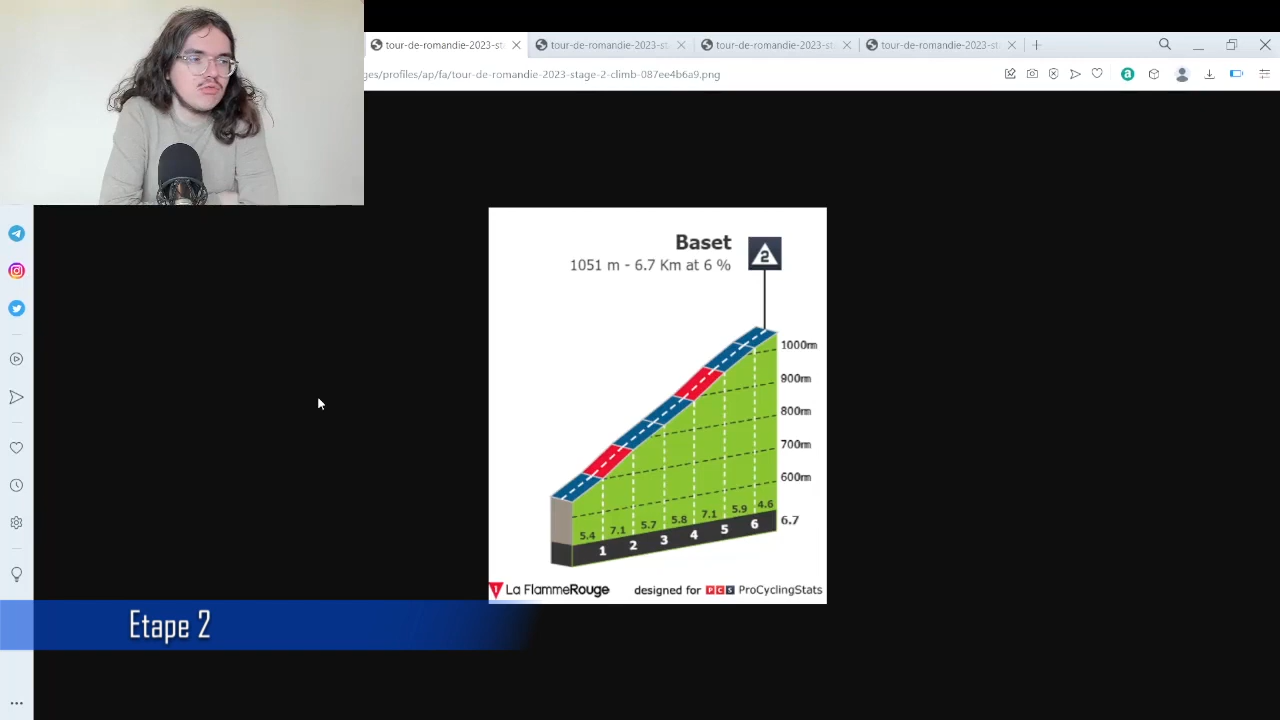 tour-de-romandie-2023-st
tour-de-romandie-2023-st
tour-de-romandie-2023-st
tour-de-romandie-2023-st
ges/profiles/ap/fa/tour-de-romandie-2023-stage-2-climb-087ee4b6a9.png
Baset
2
1051 m - 6.7 Km at 6 %
1000m
900m
800m
700m
600m
5.4 7.1 5.7 5.8 7.1 5.9 4.6
1 2 3 4 5 6
6.7
1 La FlammeRouge designed for PCS ProCyclingStats
Etape 2